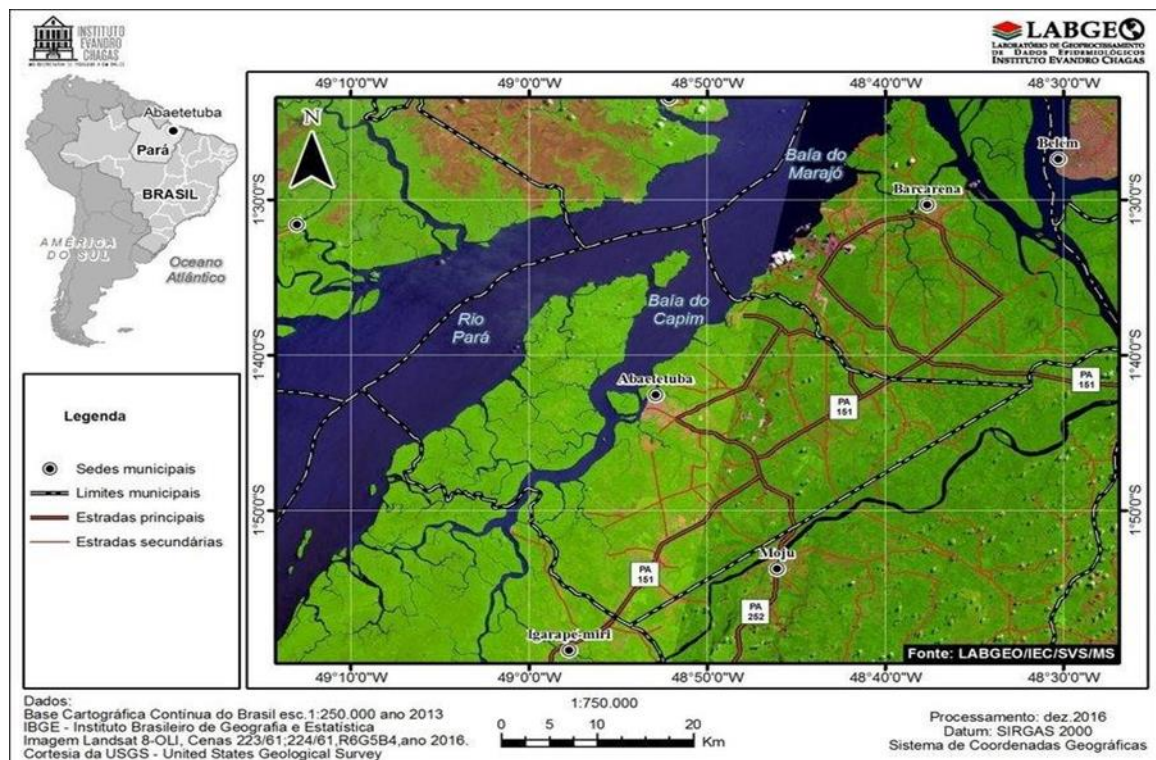 INSTITUTO
EVANDRO
CHAGAS
LABGEO
LABORATÓRIO DE GEOPROCESSAMENTO
DE DADOS EPIDEMIOLÓGICOS
INSTITUTO EVANDRO CHAGAS
Abaetetuba
Pará
BRASIL
AMÉRICA
DO SUL
Oceano
Atlântico
49°10'0"W
49°0'0"W
48°50'0"W
48°40'0"W
48°30'0"W
N
Baía do
Marajó
Belém
Barcarena
1°30'0"S
1°30'0"S
Rio
Pará
Baía do
Capim
1°40'0"S
1°40'0"S
Abaetetuba
PA
151
PA
151
1°50'0"S
1°50'0"S
Moju
PA
151
PA
252
Igarapé-miri
Fonte: LABGEO/IEC/SVS/MS
49°10'0"W
49°0'0"W
48°50'0"W
48°40'0"W
48°30'0"W
Legenda
Sedes municipais
Limites municipais
Estradas principais
Estradas secundárias
Dados:
Base Cartográfica Contínua do Brasil esc.1:250.000 ano 2013
IBGE - Instituto Brasileiro de Geografia e Estatística
Imagem Landsat 8-OLI, Cenas 223/61;224/61,R6G5B4,ano 2016.
Cortesia da USGS - United States Geological Survey
1:750.000
0 5 10 20
Km
Processamento: dez.2016
Datum: SIRGAS 2000
Sistema de Coordenadas Geográficas